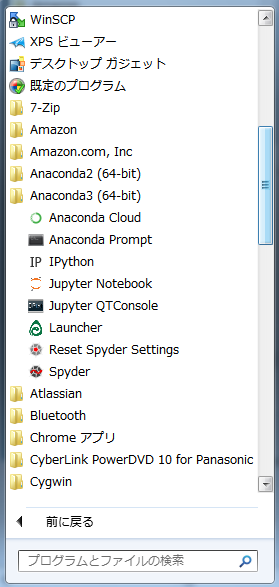 WinSCP
XPS ビューアー
デスクトップ ガジェット
既定のプログラム
7-Zip
Amazon
Amazon.com, Inc
Anaconda2 (64-bit)
Anaconda3 (64-bit)
Anaconda Cloud
Anaconda Prompt
IP IPython
Jupyter Notebook
Jupyter QTConsole
Launcher
Reset Spyder Settings
Spyder
Atlassian
Bluetooth
Chrome アプリ
CyberLink PowerDVD 10 for Panasonic
Cygwin
前に戻る
プログラムとファイルの検索